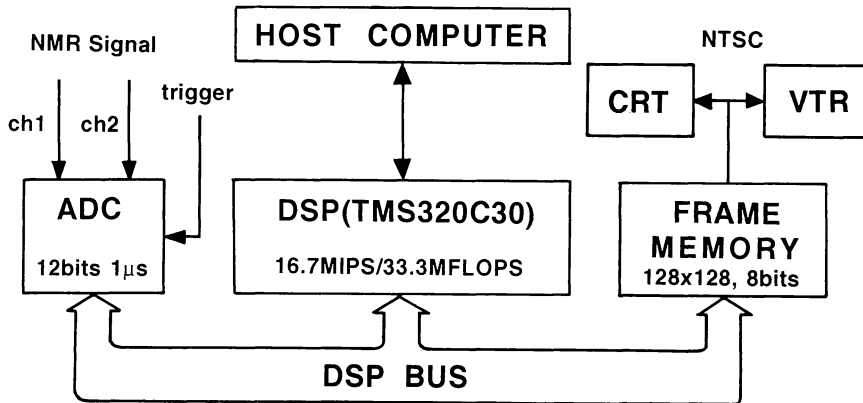 NMR Signal
ch1
ch2
trigger
HOST COMPUTER
NTSC
CRT
VTR
ADC
12bits 1μs
DSP(TMS320C30)
16.7MIPS/33.3MFLOPS
FRAME
MEMORY
128x128, 8bits
DSP BUS